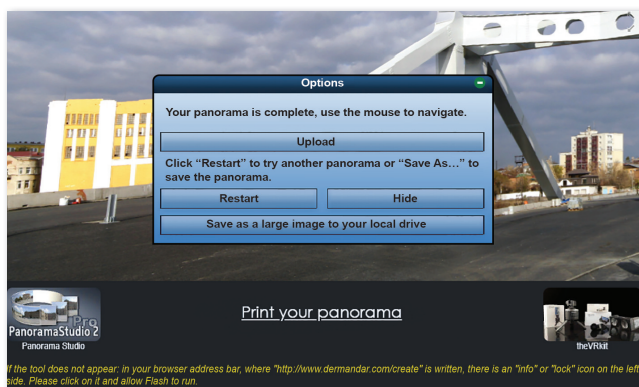 Options
Your panorama is complete, use the mouse to navigate.
Upload
Click “Restart” to try another panorama or “Save As…” to
save the panorama.
Restart
Hide
Save as a large image to your local drive
Print your panorama
Pro
PanoramaStudio 2
Panorama Studio
theVRkit
If the tool does not appear: in your browser address bar, where "http://www.dermandar.com/create" is written, there is an "info" or "lock" icon on the left
side. Please click on it and allow Flash to run.